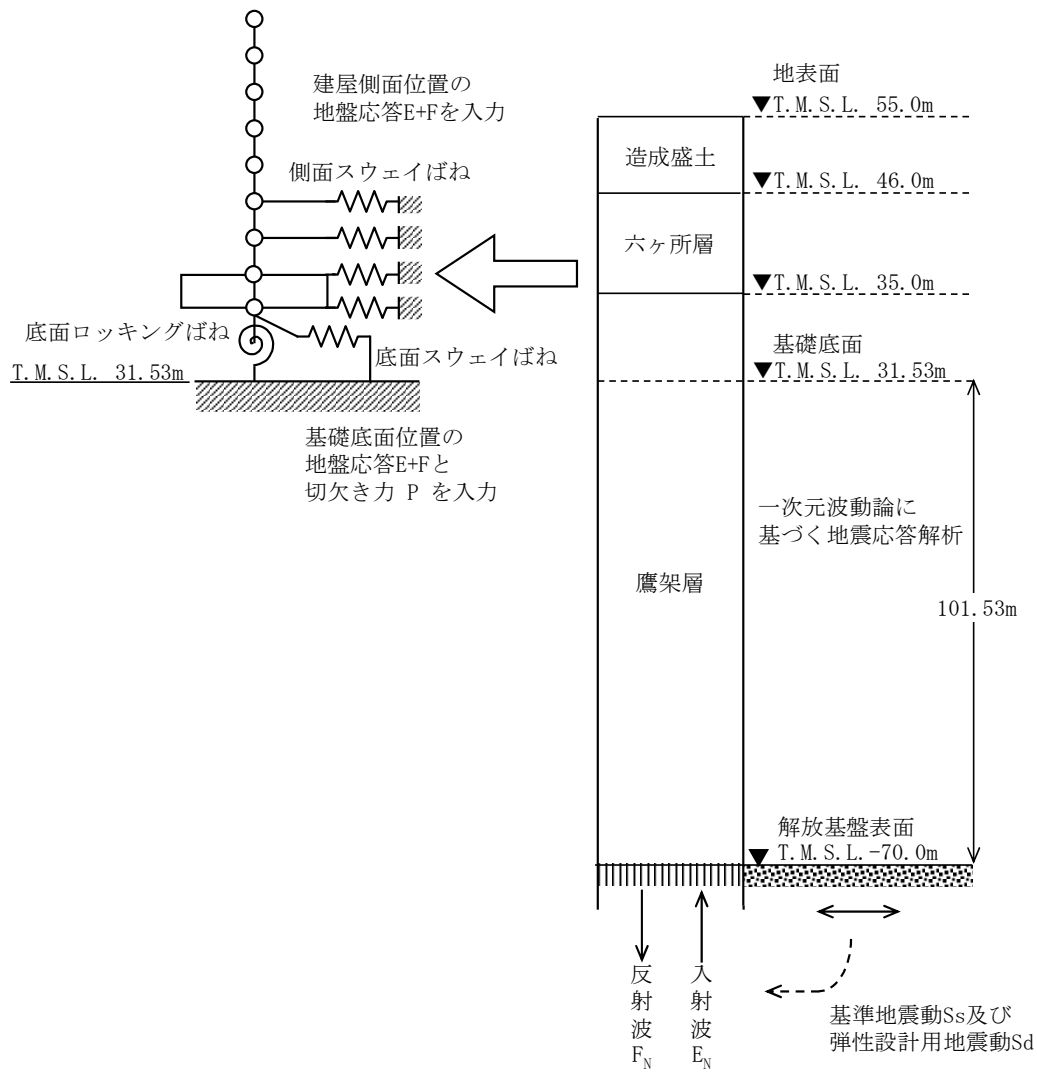 建屋側面位置の
地盤応答E+Fを入力
側面スウェイばね
底面ロッキングばね
底面スウェイばね
T.M.S.L. 31.53m
基礎底面位置の
地盤応答E+Fと
切欠き力 P を入力
地表面
▼T.M.S.L. 55.0m
造成盛土
▼T.M.S.L. 46.0m
六ヶ所層
▼T.M.S.L. 35.0m
基礎底面
▼T.M.S.L. 31.53m
一次元波動論に
基づく地震応答解析
鷹架層
101.53m
解放基盤表面
▼T.M.S.L.-70.0m
反射波F_N
入射波E_N
基準地震動Ss及び
弾性設計用地震動Sd